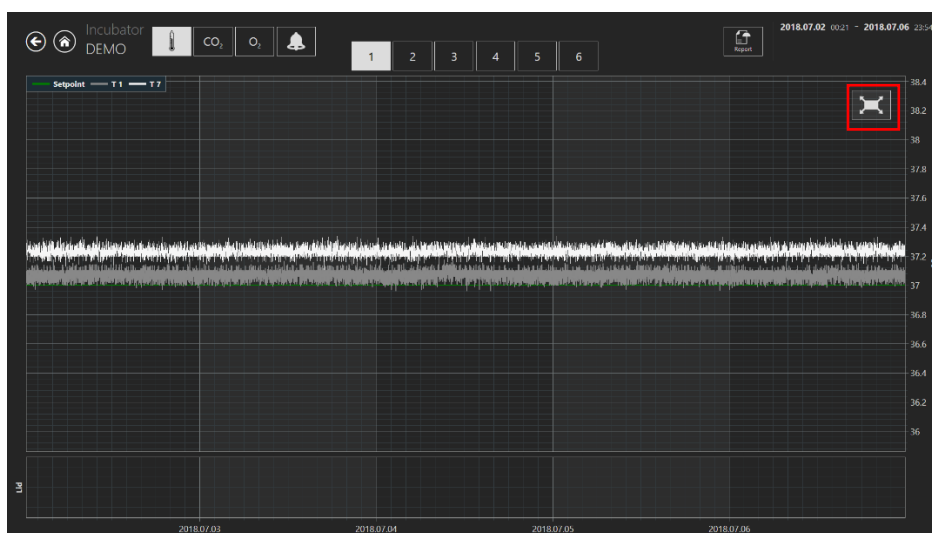 Incubator
DEMO
CO₂
O₂
1 2 3 4 5 6
Report
2018.07.02 00:21 - 2018.07.06 23:54
Setpoint T 1 T 7
38.4
38.2
38
37.8
37.6
37.4
37.2
37
36.8
36.6
36.4
36.2
36
Lid
2018.07.03 2018.07.04 2018.07.05 2018.07.06